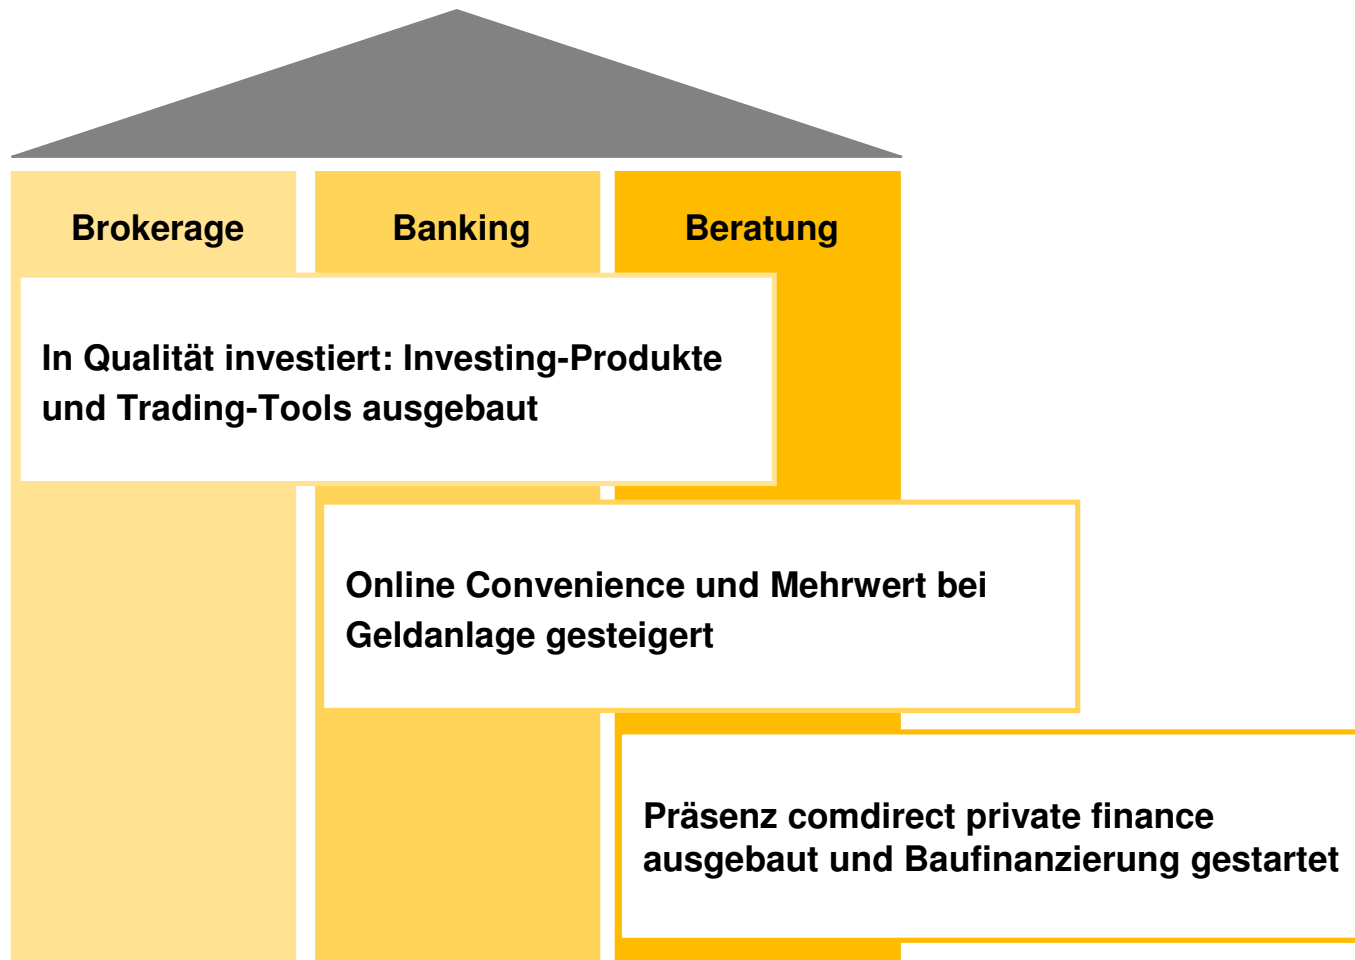 Brokerage
Banking
Beratung
In Qualität investiert: Investing-Produkte
und Trading-Tools ausgebaut
Online Convenience und Mehrwert bei
Geldanlage gesteigert
Präsenz comdirect private finance
ausgebaut und Baufinanzierung gestartet